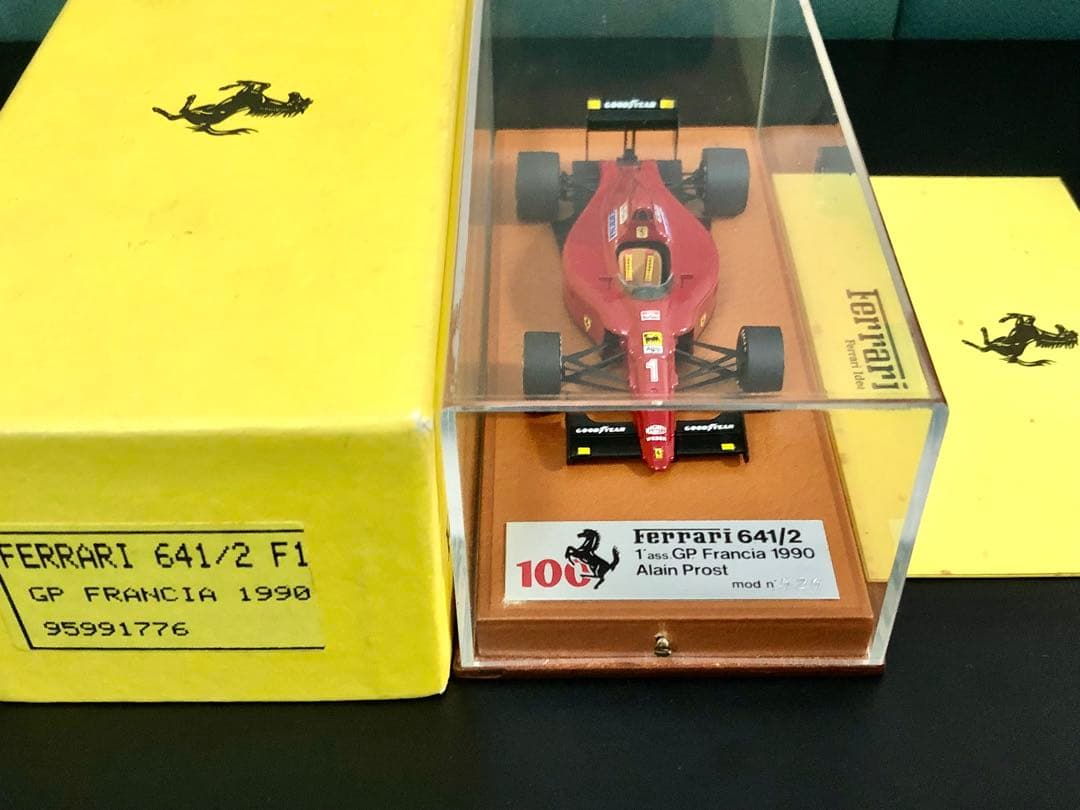 FERRARI 641/2 F1
GP FRANCIA 1990
95991776
GOODYEAR
1
GOODYEAR GOODYEAR
100
Ferrari 641/2
1°ass. GP Francia 1990
Alain Prost
mod n°
Ferrari
Ferrari Idea